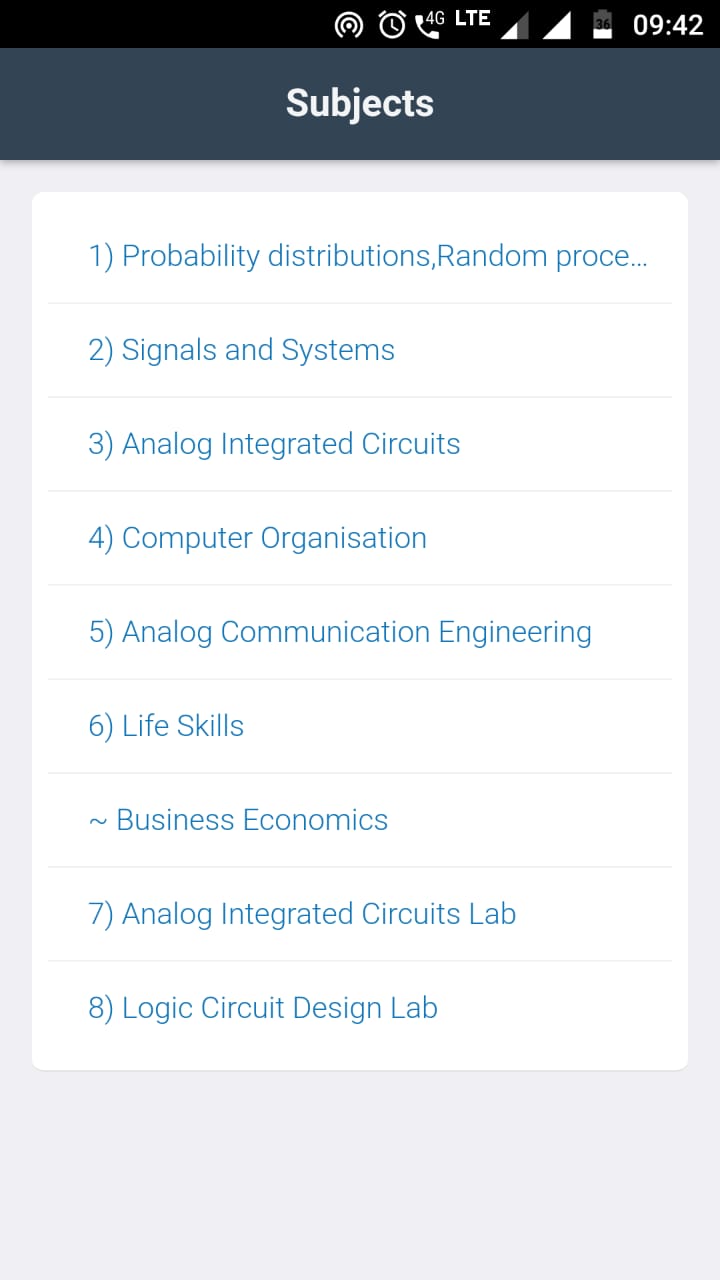 4G LTE 36 09:42
Subjects
1) Probability distributions,Random proce...
2) Signals and Systems
3) Analog Integrated Circuits
4) Computer Organisation
5) Analog Communication Engineering
6) Life Skills
~ Business Economics
7) Analog Integrated Circuits Lab
8) Logic Circuit Design Lab